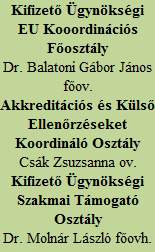 Kifizető Ügynökségi
EU Kooordinációs
Főosztály
Dr. Balatoni Gábor János
főov.
Akkreditációs és Külső
Ellenőrzéseket
Koordináló Osztály
Csák Zsuzsanna ov.
Kifizető Ügynökségi
Szakmai Támogató
Osztály
Dr. Molnár László főovh.